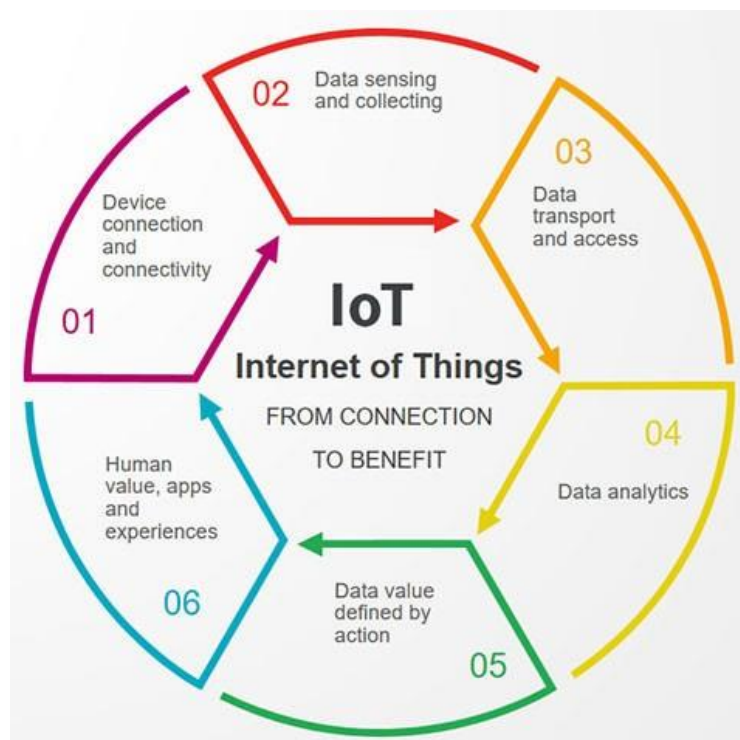 IoT
Internet of Things
FROM CONNECTION
TO BENEFIT
01
Device
connection
and
connectivity
02
Data sensing
and collecting
03
Data
transport
and access
04
Data analytics
05
Data value
defined by
action
06
Human
value, apps
and
experiences